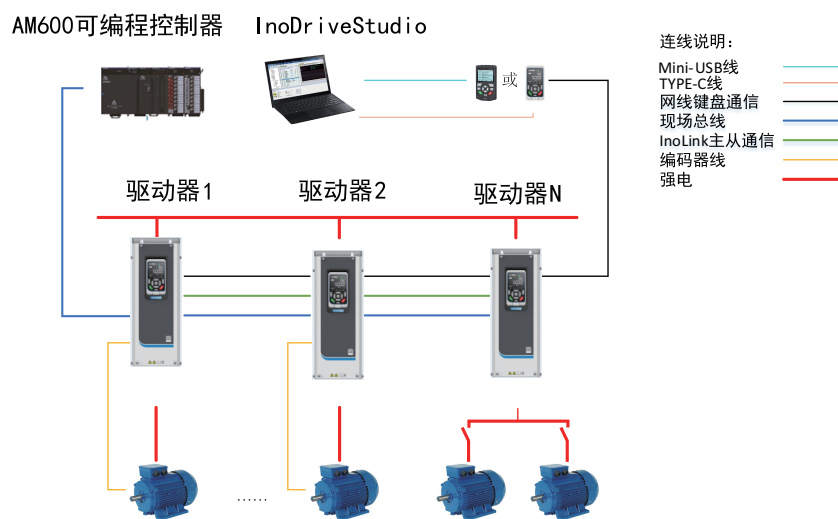 AM600可编程控制器
InoDriveStudio
连线说明：
Mini-USB线
TYPE-C线
网线键盘通信
现场总线
InoLink主从通信
编码器线
强电
或
驱动器1
驱动器2
驱动器N
......